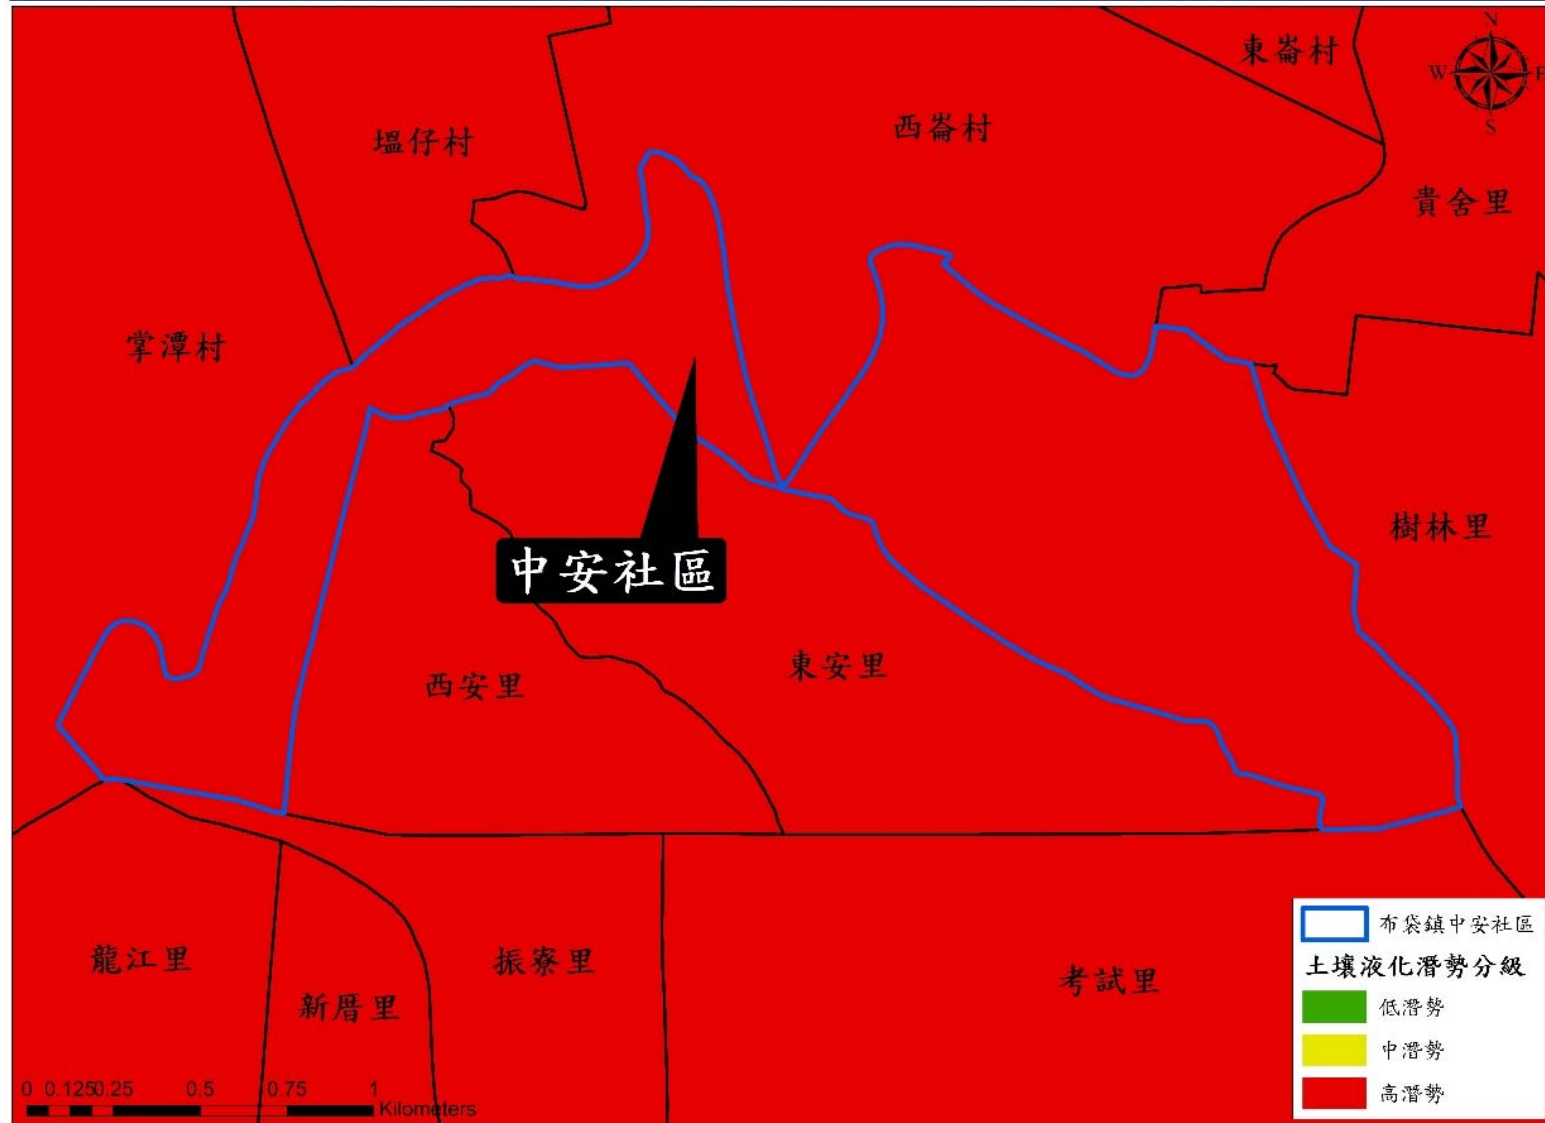 東崙村
N
W
E
S
西崙村
塭仔村
貴舍里
掌潭村
樹林里
中安社區
東安里
西安里
龍江里
振寮里
考試里
新厝里
布袋鎮中安社區
土壤液化潛勢分級
低潛勢
中潛勢
高潛勢
0 0.125 0.25 0.5 0.75 1
Kilometers